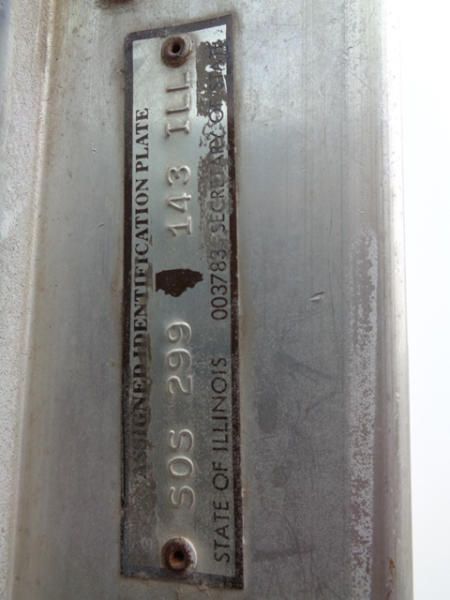 ASSIGNED IDENTIFICATION PLATE
SOS 299 143 ILL
STATE OF ILLINOIS 003783 SECRETARY OF STATE